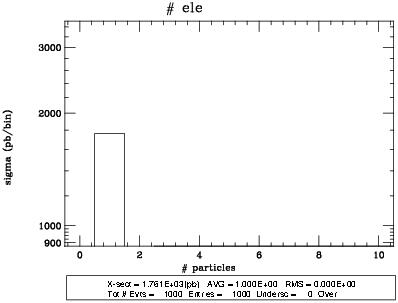 # ele
3000
2000
1000
900
sigma (pb/bin)
0 2 4 6 8 10
# particles
X-sect = 1.761E+03(pb) AVG = 1.000E+00 RMS = 0.000E+00
Tot # Evts = 1000 Entries = 1000 Undersc = 0 Over